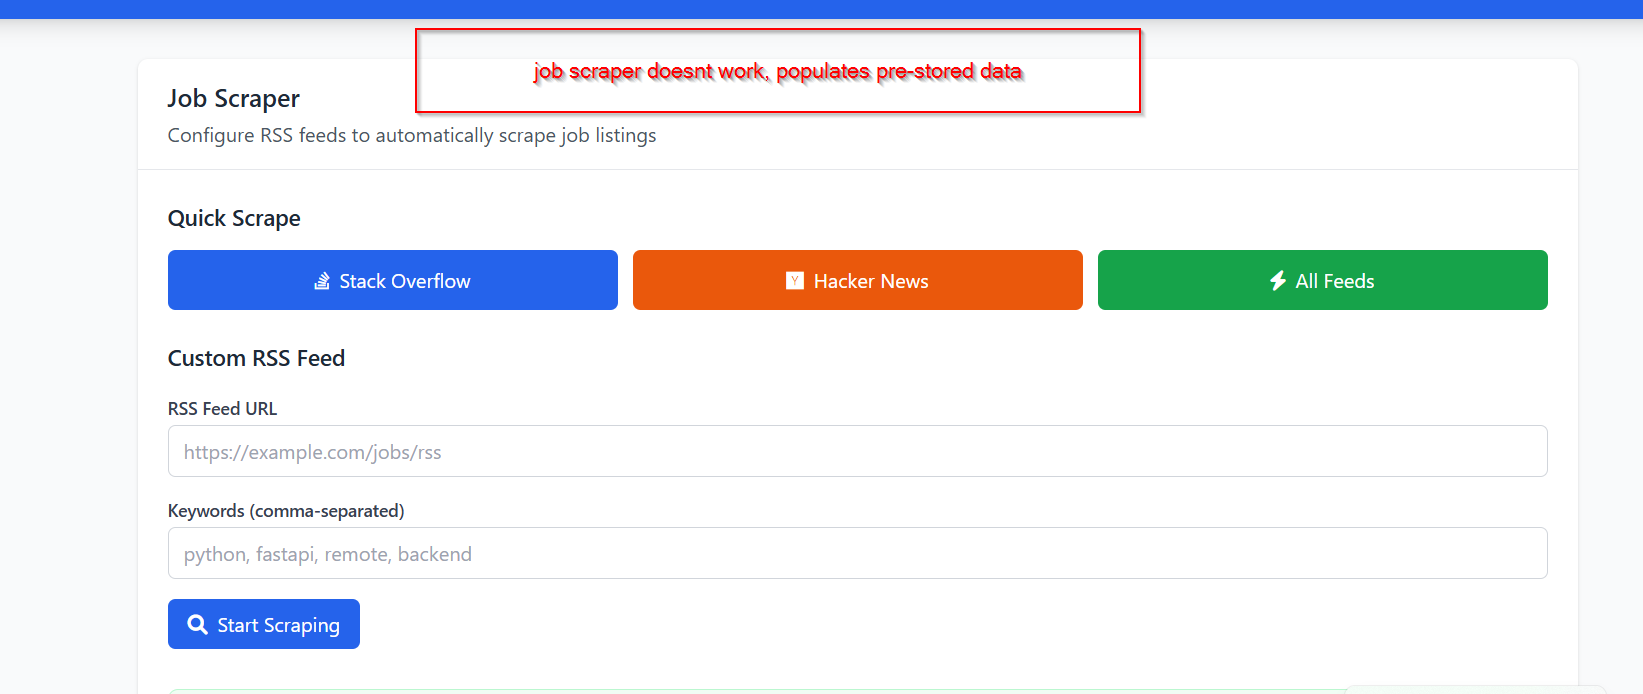 job scraper doesnt work, populates pre-stored data
Job Scraper
Configure RSS feeds to automatically scrape job listings
Quick Scrape
Stack Overflow
Y Hacker News
All Feeds
Custom RSS Feed
RSS Feed URL
https://example.com/jobs/rss
Keywords (comma-separated)
python, fastapi, remote, backend
Start Scraping